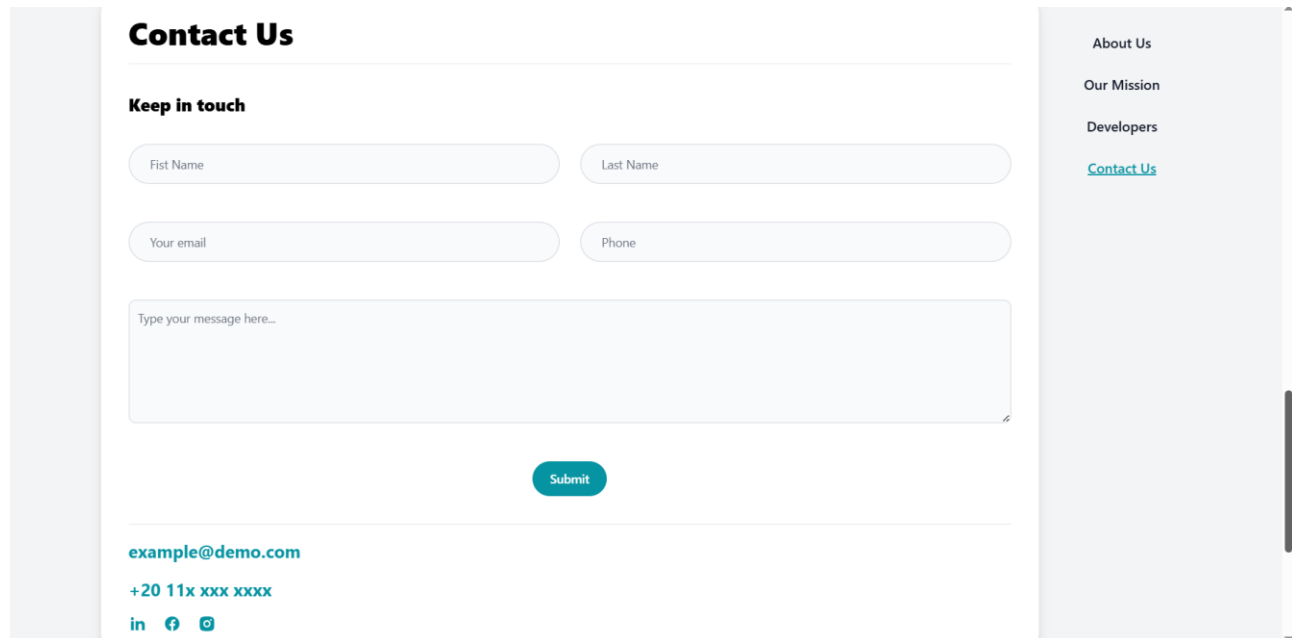 Contact Us
Keep in touch
Fist Name
Last Name
Your email
Phone
Type your message here...
Submit
example@demo.com
+20 11x xxx xxxx
in
About Us
Our Mission
Developers
Contact Us